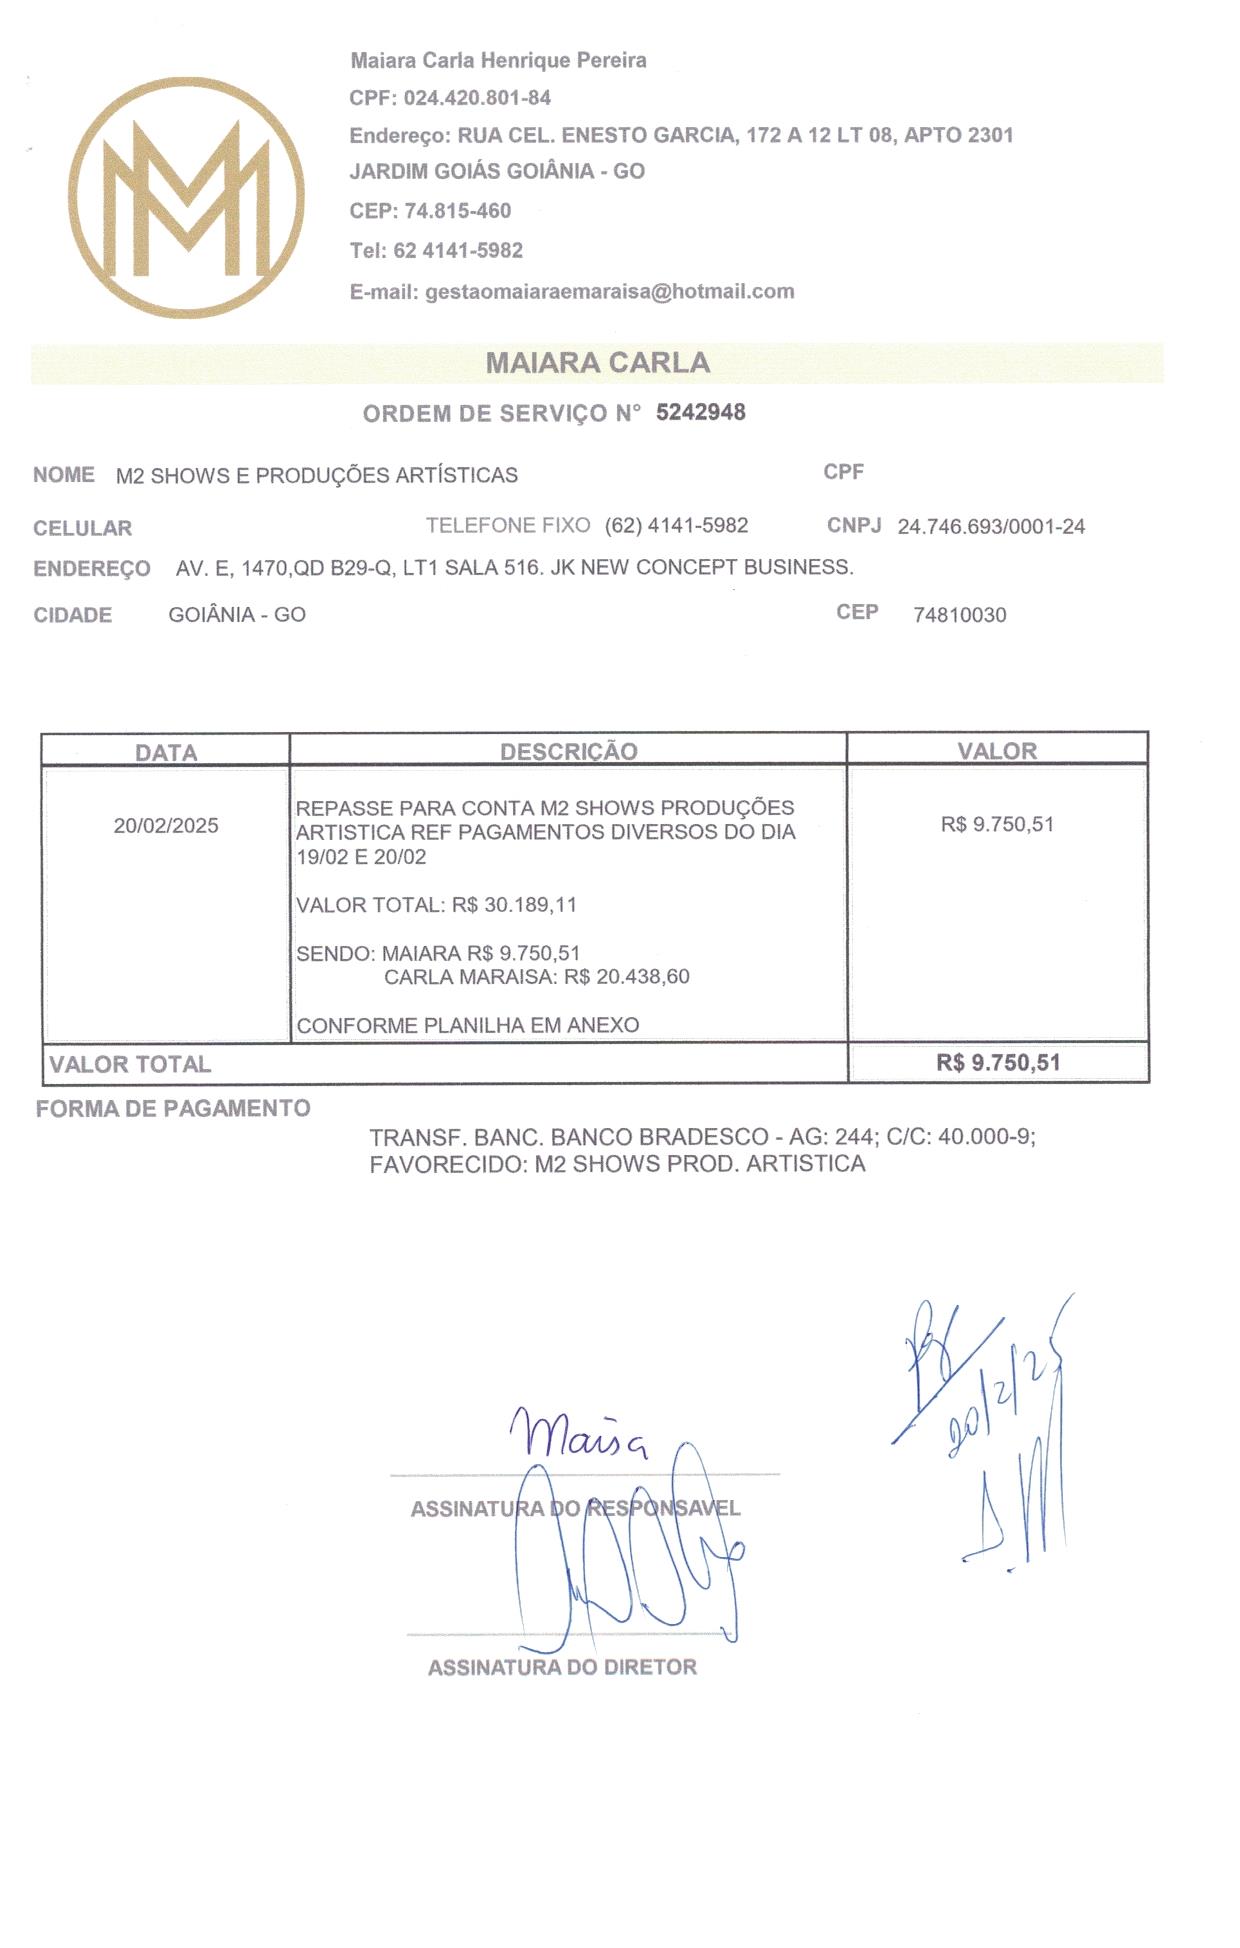 Maiara Carla Henrique Pereira
CPF: 024.420.801-84
Endereço: RUA CEL. ENESTO GARCIA, 172 A 12 LT 08, APTO 2301
JARDIM GOIÁS GOIÂNIA - GO
CEP: 74.815-460
Tel: 62 4141-5982
E-mail: gestaomaiaraemaraisa@hotmail.com
MAIARA CARLA
ORDEM DE SERVIÇO N° 5242948
NOME M2 SHOWS E PRODUÇÕES ARTÍSTICAS CPF
CELULAR TELEFONE FIXO (62) 4141-5982 CNPJ 24.746.693/0001-24
ENDEREÇO AV. E, 1470,QD B29-Q, LT1 SALA 516. JK NEW CONCEPT BUSINESS.
CIDADE GOIÂNIA - GO CEP 74810030
DATA DESCRIÇÃO VALOR
20/02/2025 REPASSE PARA CONTA M2 SHOWS PRODUÇÕES R$ 9.750,51
ARTISTICA REF PAGAMENTOS DIVERSOS DO DIA
19/02 E 20/02
VALOR TOTAL: R$ 30.189,11
SENDO: MAIARA R$ 9.750,51
CARLA MARAISA: R$ 20.438,60
CONFORME PLANILHA EM ANEXO
VALOR TOTAL R$ 9.750,51
FORMA DE PAGAMENTO
TRANSF. BANC. BANCO BRADESCO - AG: 244; C/C: 40.000-9;
FAVORECIDO: M2 SHOWS PROD. ARTISTICA
Pg
20/2/25
Maisa
ASSINATURA DO RESPONSAVEL
ASSINATURA DO DIRETOR